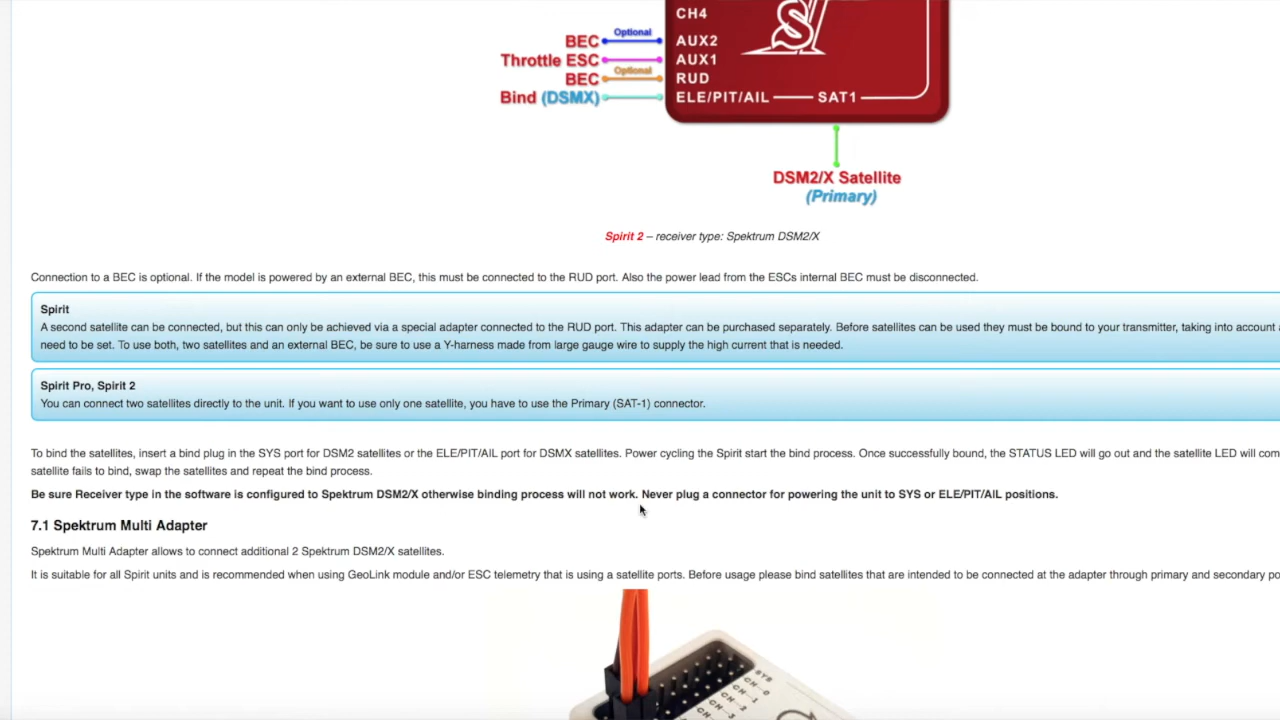 CH4
BEC Optional AUX2
Throttle ESC AUX1
BEC Optional RUD
Bind (DSMX) ELE/PIT/AIL SAT1
DSM2/X Satellite
(Primary)
Spirit 2 – receiver type: Spektrum DSM2/X
Connection to a BEC is optional. If the model is powered by an external BEC, this must be connected to the RUD port. Also the power lead from the ESCs internal BEC must be disconnected.
Spirit
A second satellite can be connected, but this can only be achieved via a special adapter connected to the RUD port. This adapter can be purchased separately. Before satellites can be used they must be bound to your transmitter, taking into account
need to be set. To use both, two satellites and an external BEC, be sure to use a Y-harness made from large gauge wire to supply the high current that is needed.
Spirit Pro, Spirit 2
You can connect two satellites directly to the unit. If you want to use only one satellite, you have to use the Primary (SAT-1) connector.
To bind the satellites, insert a bind plug in the SYS port for DSM2 satellites or the ELE/PIT/AIL port for DSMX satellites. Power cycling the Spirit start the bind process. Once successfully bound, the STATUS LED will go out and the satellite LED will com
satellite fails to bind, swap the satellites and repeat the bind process.
Be sure Receiver type in the software is configured to Spektrum DSM2/X otherwise binding process will not work. Never plug a connector for powering the unit to SYS or ELE/PIT/AIL positions.
7.1 Spektrum Multi Adapter
Spektrum Multi Adapter allows to connect additional 2 Spektrum DSM2/X satellites.
It is suitable for all Spirit units and is recommended when using GeoLink module and/or ESC telemetry that is using a satellite ports. Before usage please bind satellites that are intended to be connected at the adapter through primary and secondary po
SYS
CH-0
CH-1
CH-2
CH-3